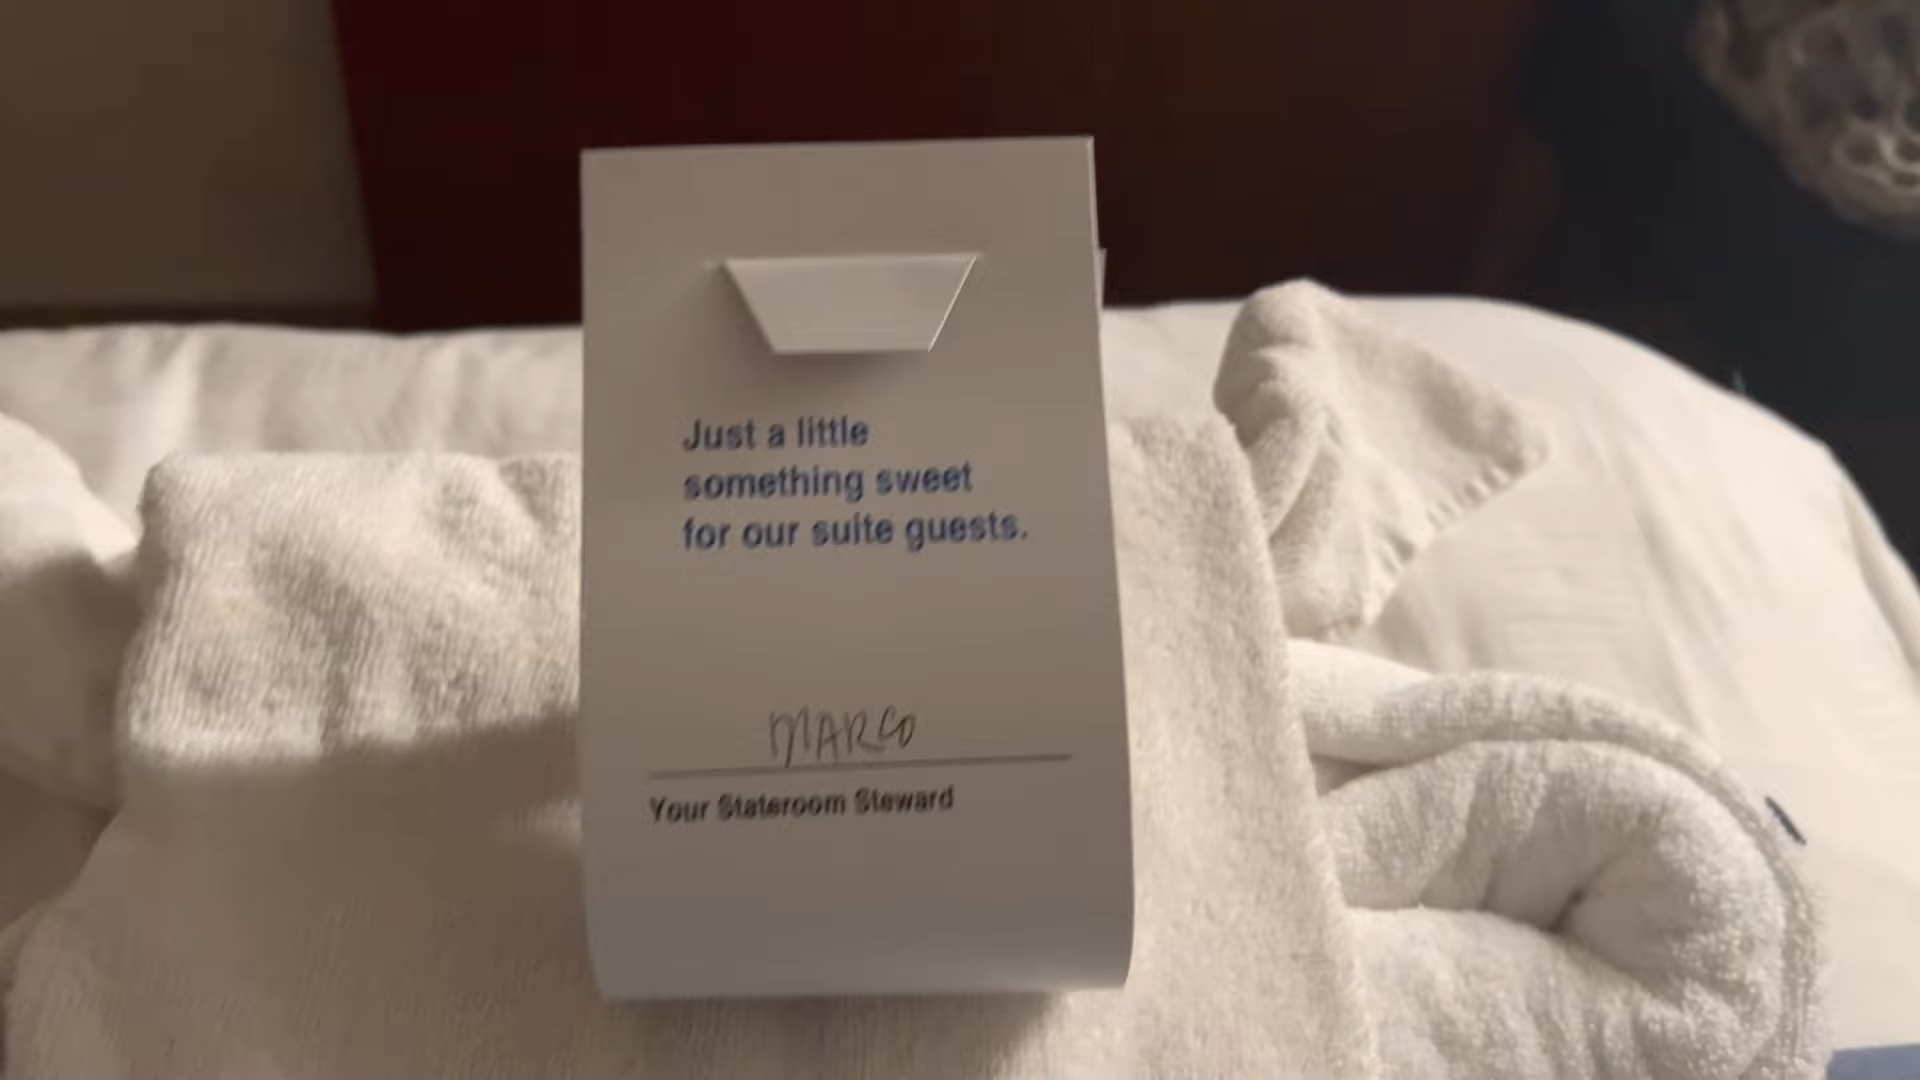 Just a little
something sweet
for our suite guests.
MARCO
Your Stateroom Steward